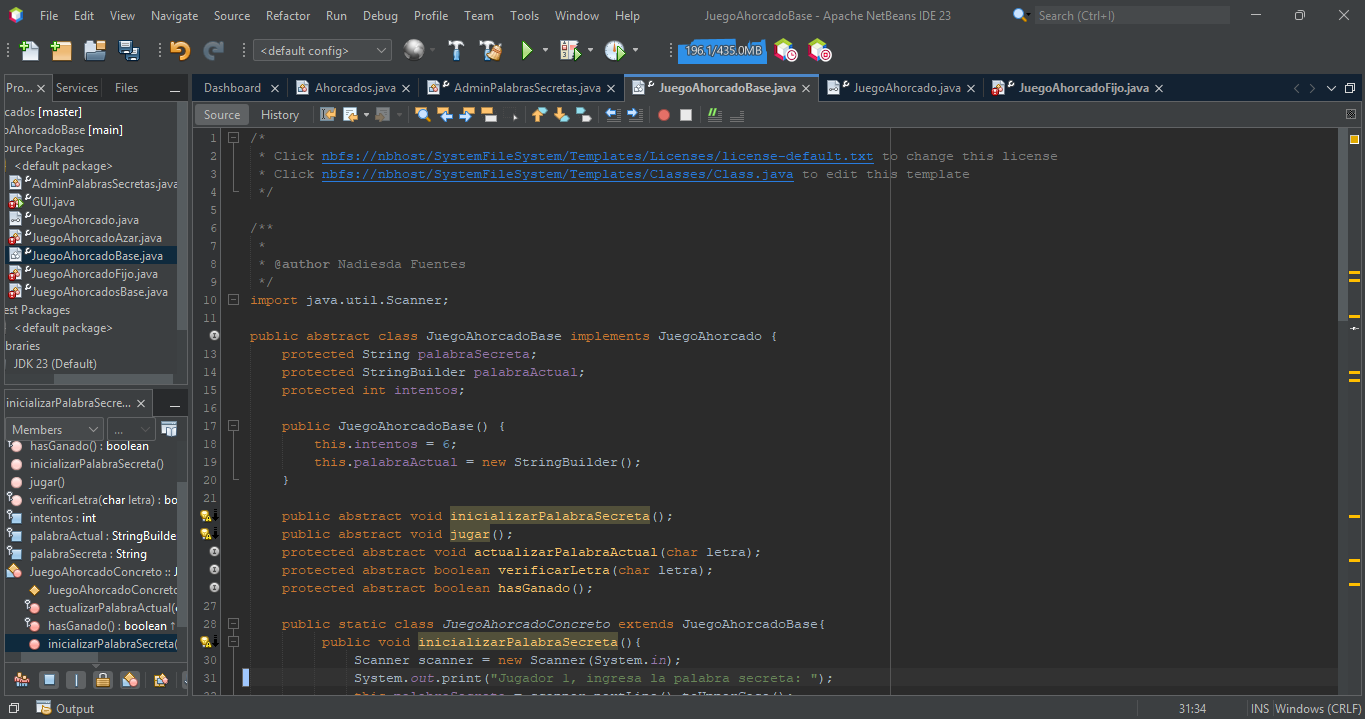 File Edit View Navigate Source Refactor Run Debug Profile Team Tools Window Help JuegoAhorcadoBase - Apache NetBeans IDE 23 Search (Ctrl+I)
<default config> 196.1/435.0MB
Pro... Services Files
Dashboard Ahorcados.java AdminPalabrasSecretas.java JuegoAhorcadoBase.java JuegoAhorcado.java JuegoAhorcadoFijo.java
Source History
cados [master]
oAhorcadoBase [main]
ource Packages
<default package>
AdminPalabrasSecretas.java
GUI.java
JuegoAhorcado.java
JuegoAhorcadoAzar.java
JuegoAhorcadoBase.java
JuegoAhorcadoFijo.java
JuegoAhorcadosBase.java
est Packages
<default package>
braries
JDK 23 (Default)
inicializarPalabraSecre...
Members ...
hasGanado() : boolean
inicializarPalabraSecreta()
jugar()
verificarLetra(char letra) : bo
intentos : int
palabraActual : StringBuilde
palabraSecreta : String
JuegoAhorcadoConcreto :: J
JuegoAhorcadoConcreto
actualizarPalabraActual(
hasGanado() : boolean ↑
inicializarPalabraSecreta(
1 /*
2 * Click nbfs://nbhost/SystemFileSystem/Templates/Licenses/license-default.txt to change this license
3 * Click nbfs://nbhost/SystemFileSystem/Templates/Classes/Class.java to edit this template
4 */
5
6 /**
7 *
8 * @author Nadiesda Fuentes
9 */
10 import java.util.Scanner;
11
public abstract class JuegoAhorcadoBase implements JuegoAhorcado {
13 protected String palabraSecreta;
14 protected StringBuilder palabraActual;
15 protected int intentos;
16
17 public JuegoAhorcadoBase() {
18 this.intentos = 6;
19 this.palabraActual = new StringBuilder();
20 }
21
public abstract void inicializarPalabraSecreta();
public abstract void jugar();
protected abstract void actualizarPalabraActual(char letra);
protected abstract boolean verificarLetra(char letra);
protected abstract boolean hasGanado();
27
28 public static class JuegoAhorcadoConcreto extends JuegoAhorcadoBase{
public void inicializarPalabraSecreta(){
30 Scanner scanner = new Scanner(System.in);
31 System.out.print("Jugador 1, ingresa la palabra secreta: ");
Output 31:34 INS Windows (CRLF)